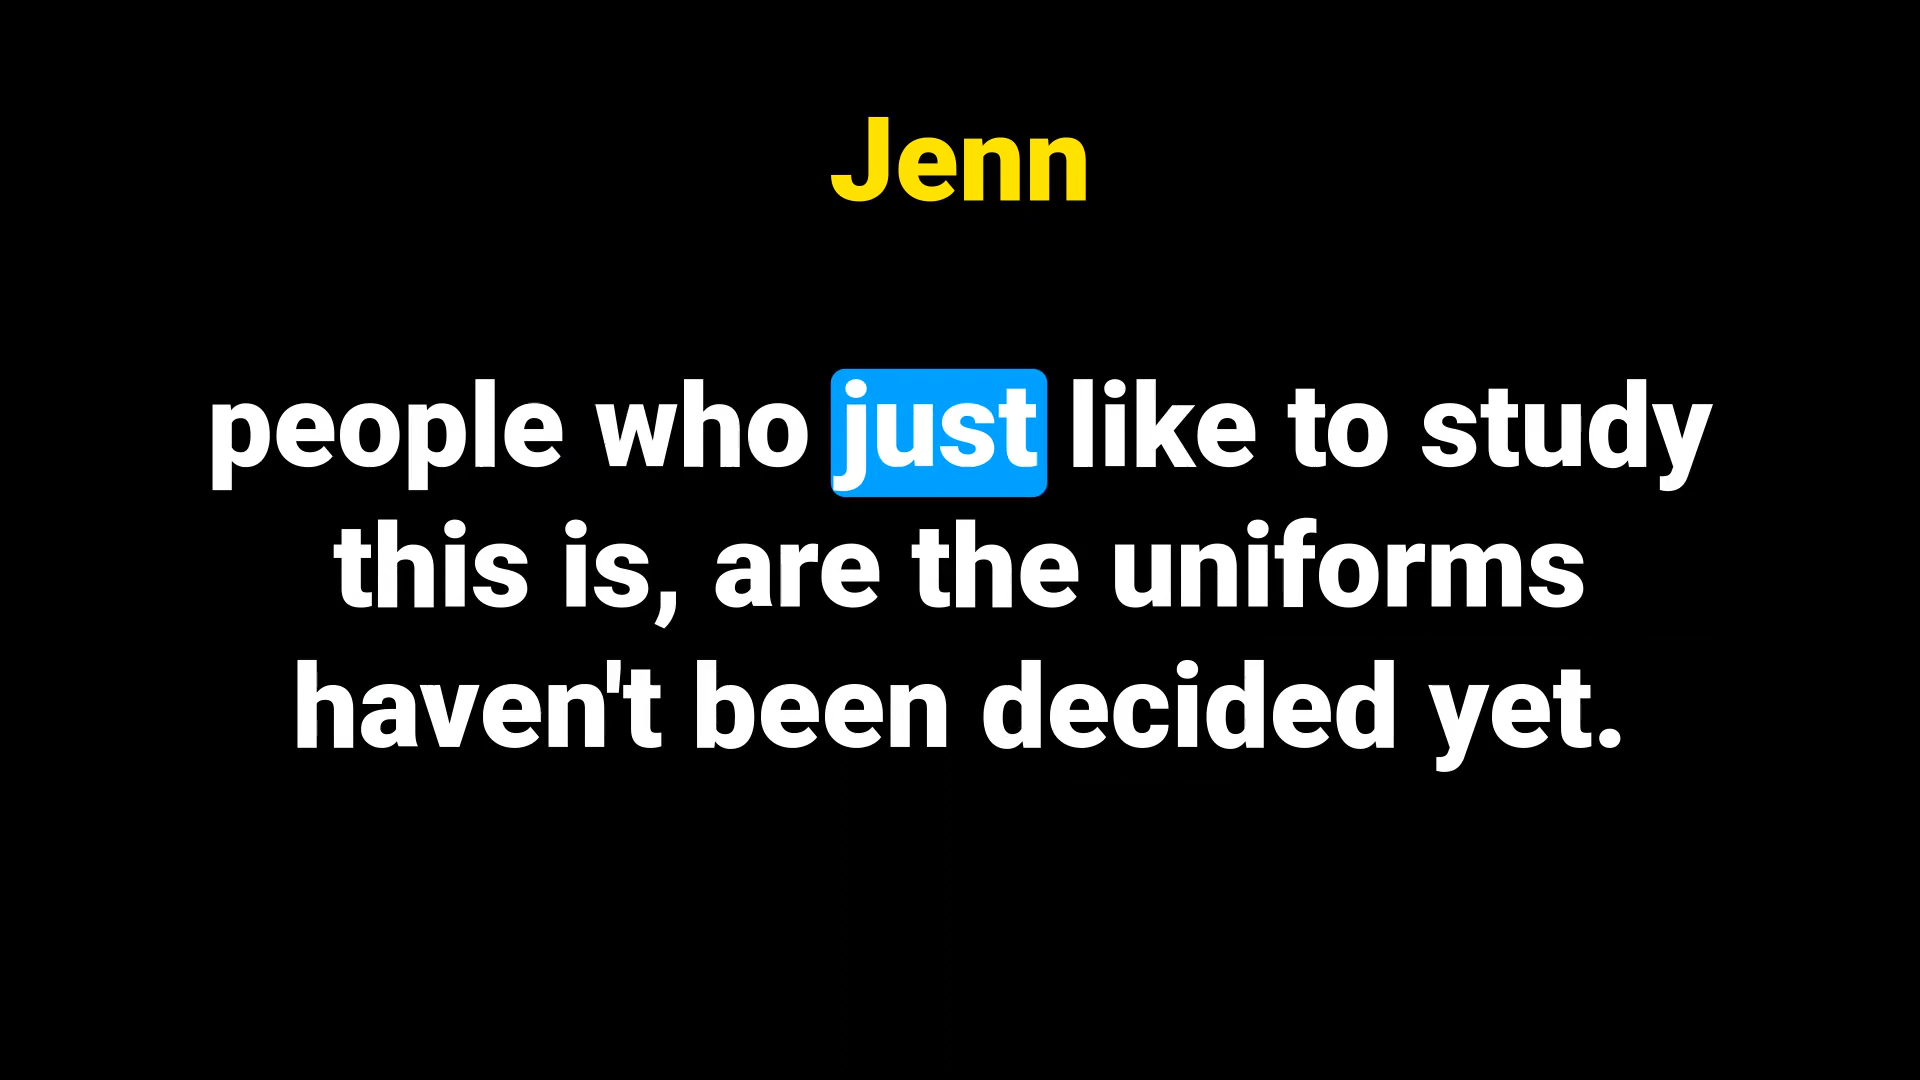 Jenn
people who just like to study
this is, are the uniforms
haven't been decided yet.